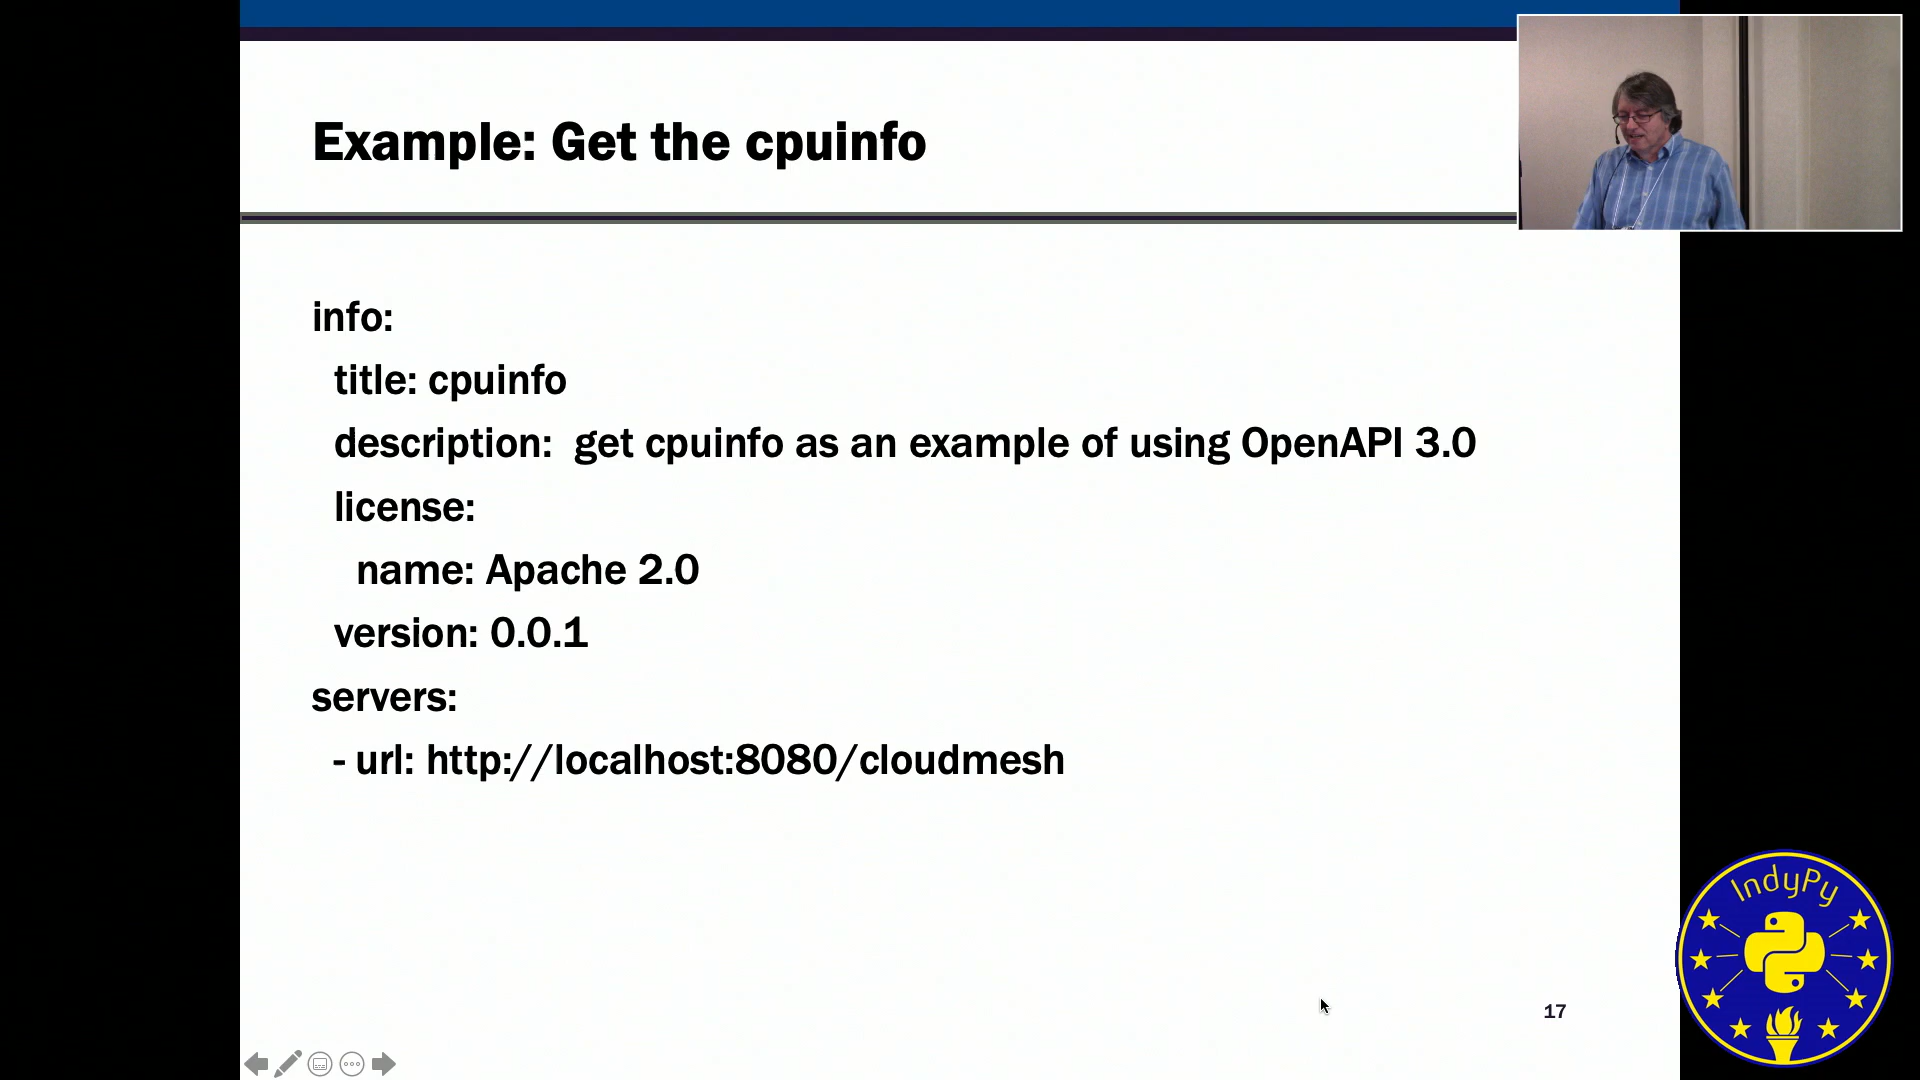 Example: Get the cpuinfo
info:
title: cpuinfo
description:  get cpuinfo as an example of using OpenAPI 3.0
license:
name: Apache 2.0
version: 0.0.1
servers:
- url: http://localhost:8080/cloudmesh
17
IndyPy